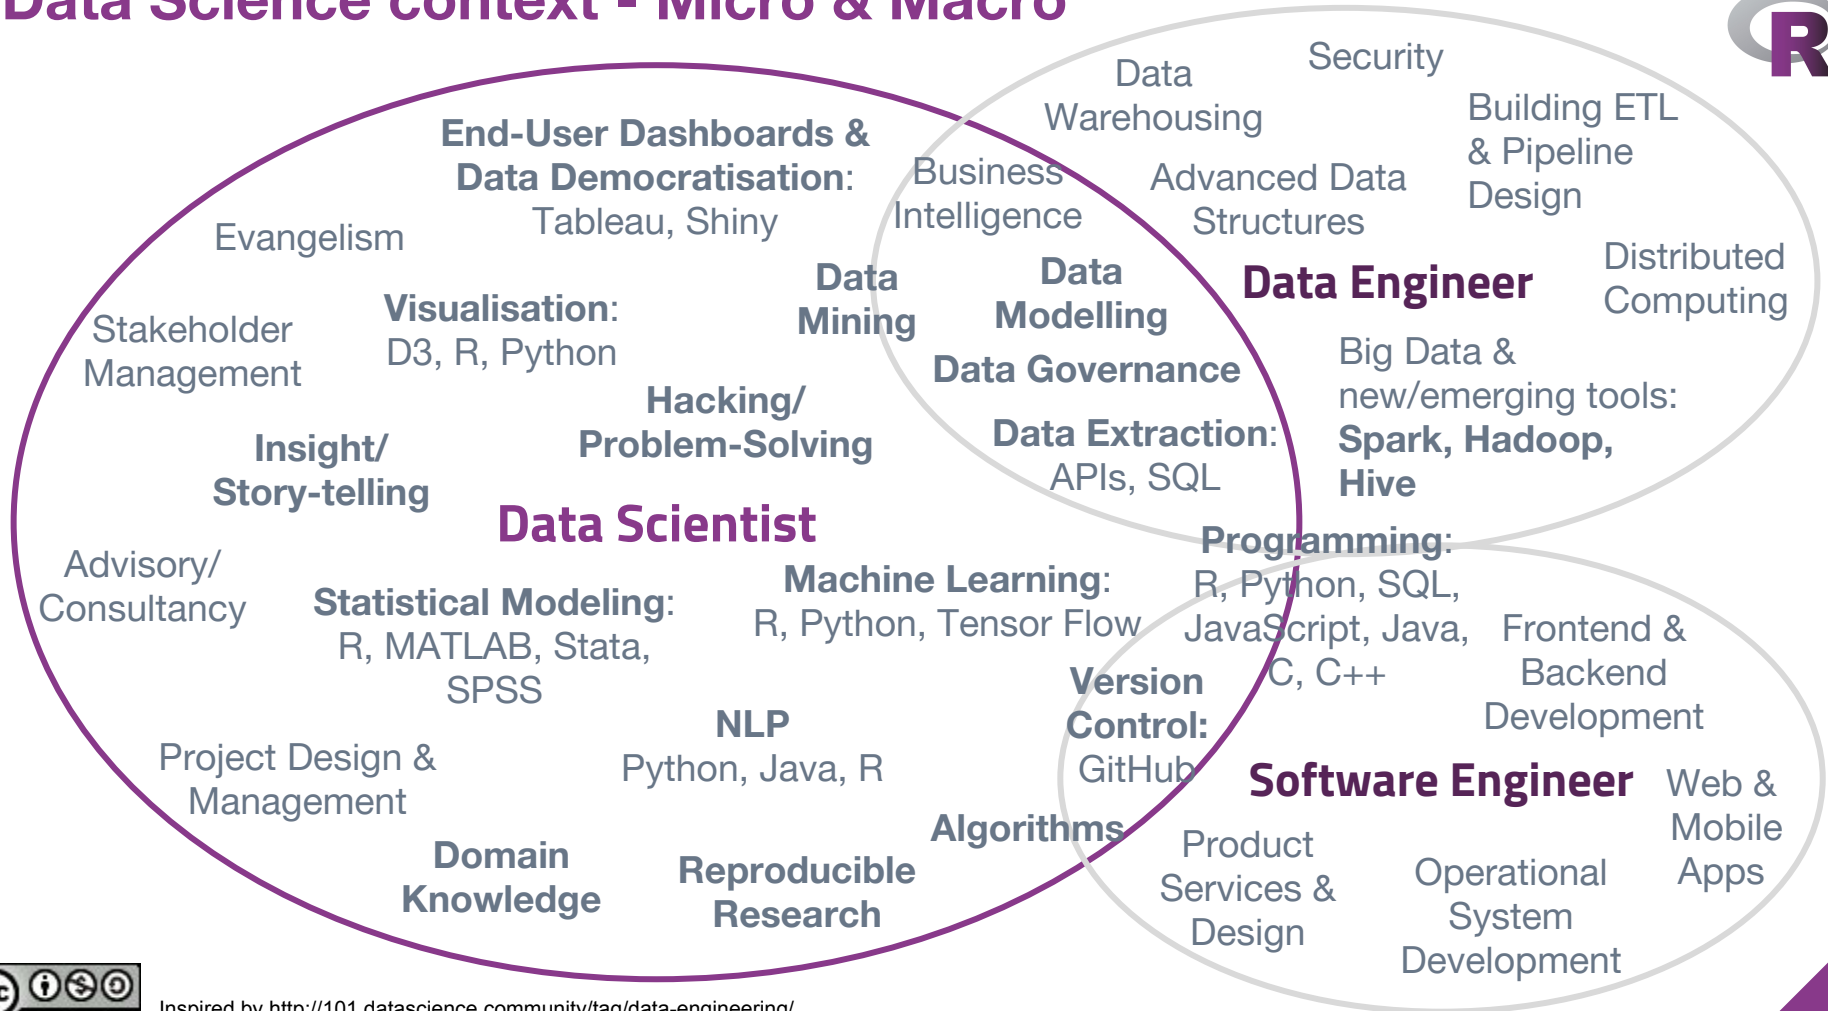 Data Science context - Micro & Macro
R
End-User Dashboards &
Data Democratisation:
Tableau, Shiny
Evangelism
Visualisation:
D3, R, Python
Stakeholder
Management
Data
Mining
Hacking/
Problem-Solving
Insight/
Story-telling
Data Scientist
Advisory/
Consultancy
Statistical Modeling:
R, MATLAB, Stata,
SPSS
Machine Learning:
R, Python, Tensor Flow
NLP
Python, Java, R
Project Design &
Management
Domain
Knowledge
Reproducible
Research
Algorithms
Business
Intelligence
Data
Modelling
Data Governance
Data Extraction:
APIs, SQL
Data
Warehousing
Security
Building ETL
& Pipeline
Design
Advanced Data
Structures
Data Engineer
Distributed
Computing
Big Data &
new/emerging tools:
Spark, Hadoop,
Hive
Programming:
R, Python, SQL,
JavaScript, Java,
C, C++
Version
Control:
GitHub
Frontend &
Backend
Development
Software Engineer
Web &
Mobile
Apps
Product
Services &
Design
Operational
System
Development
Inspired by http://101.datascience.community/tag/data-engineering/